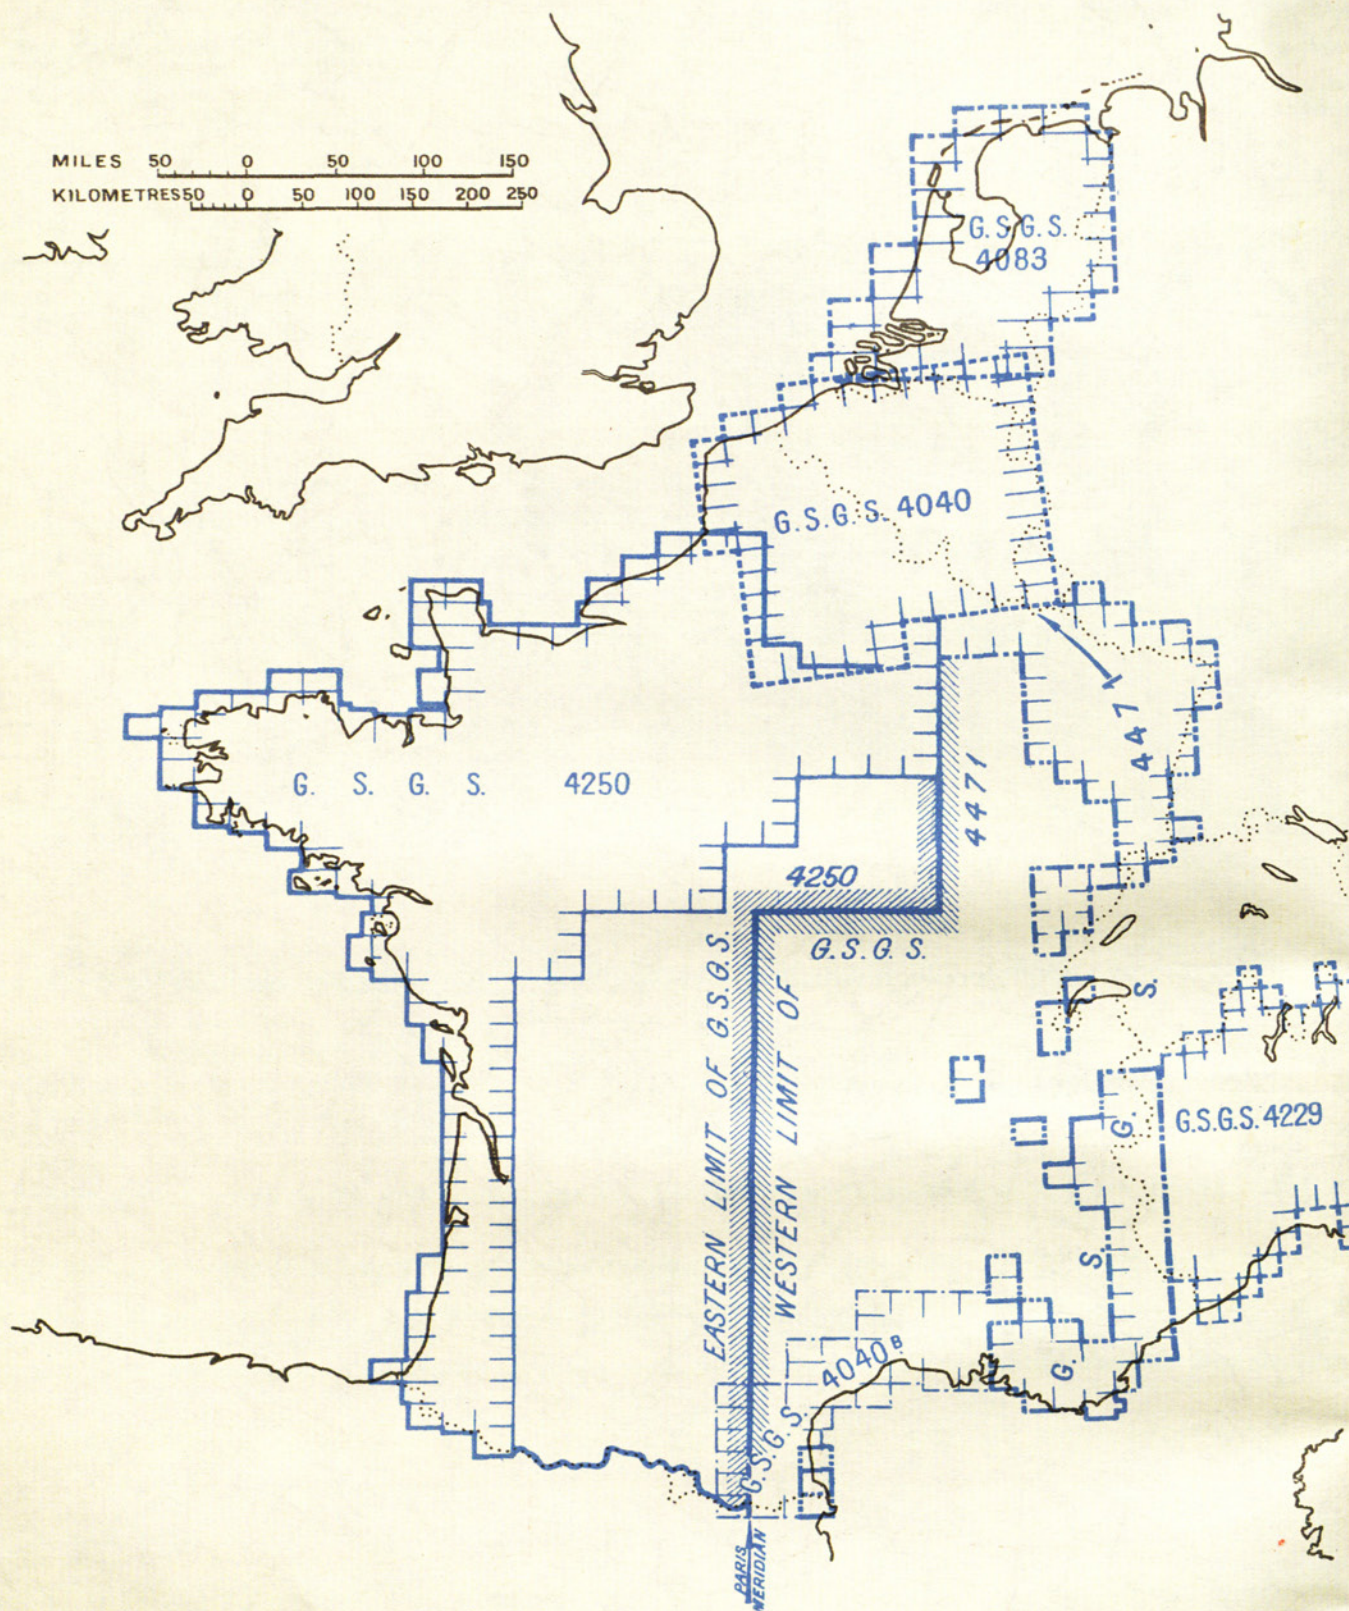 MILES 50 0 50 100 150
KILOMETRES 50 0 50 100 150 200 250
G.S.G.S.
4083
G.S.G.S. 4040
4471
G. S. G. S. 4250
4471
4250
G.S.G.S.
EASTERN LIMIT OF G.S.G.S.
WESTERN LIMIT OF
G. S. G. S.
G.S.G.S. 4229
G.S.G.S. 4040B
PARIS
MERIDIAN